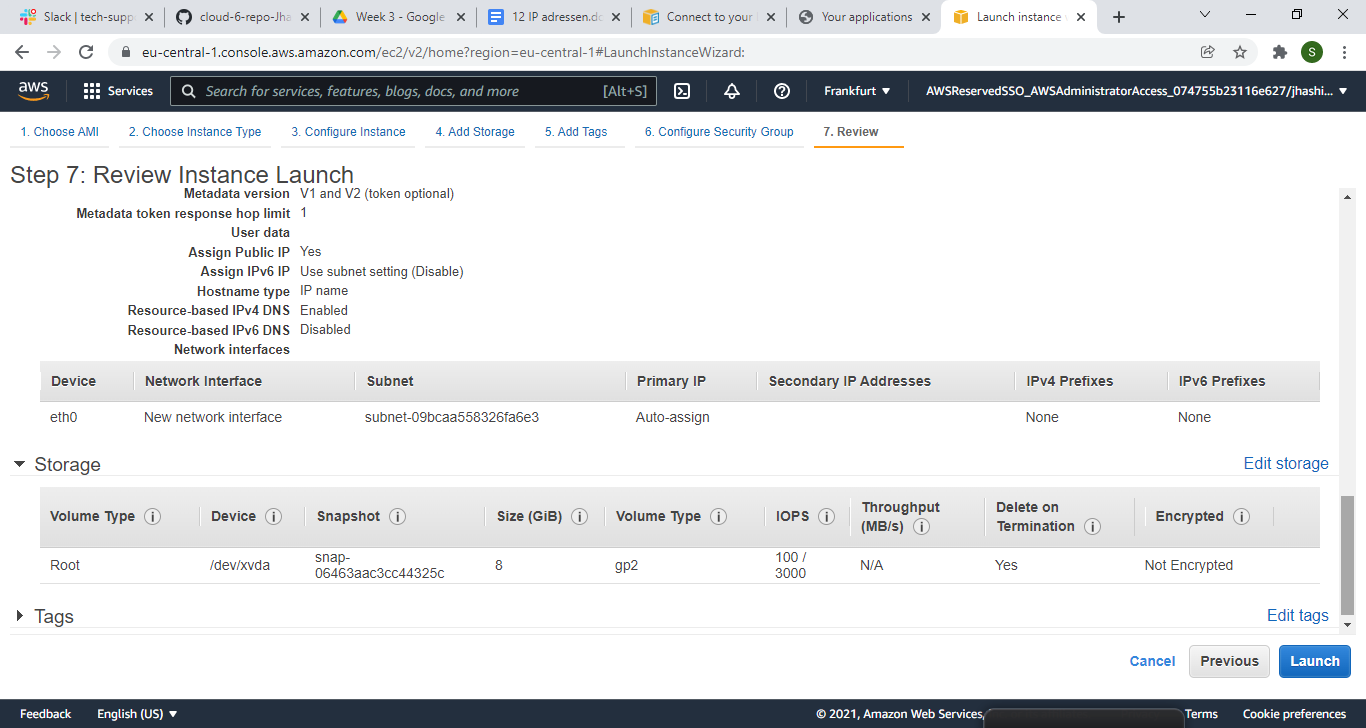 Slack | tech-supp
cloud-6-repo-Jha
Week 3 - Google
12 IP adressen.do
Connect to your
Your applications
Launch instance
eu-central-1.console.aws.amazon.com/ec2/v2/home?region=eu-central-1#LaunchInstanceWizard:
S
aws
Services
Search for services, features, blogs, docs, and more [Alt+S]
Frankfurt
AWSReservedSSO_AWSAdministratorAccess_074755b23116e627/jhashi...
1. Choose AMI 2. Choose Instance Type 3. Configure Instance 4. Add Storage 5. Add Tags 6. Configure Security Group 7. Review
Step 7: Review Instance Launch
Metadata version V1 and V2 (token optional)
Metadata token response hop limit 1
User data
Assign Public IP Yes
Assign IPv6 IP Use subnet setting (Disable)
Hostname type IP name
Resource-based IPv4 DNS Enabled
Resource-based IPv6 DNS Disabled
Network interfaces
Device Network Interface Subnet Primary IP Secondary IP Addresses IPv4 Prefixes IPv6 Prefixes
eth0 New network interface subnet-09bcaa558326fa6e3 Auto-assign None None
Storage Edit storage
Volume Type Device Snapshot Size (GiB) Volume Type IOPS Throughput (MB/s) Delete on Termination Encrypted
Root /dev/xvda snap-06463aac3cc44325c 8 gp2 100 / 3000 N/A Yes Not Encrypted
Tags Edit tags
Cancel Previous Launch
Feedback English (US) © 2021, Amazon Web Services, Terms Cookie preferences